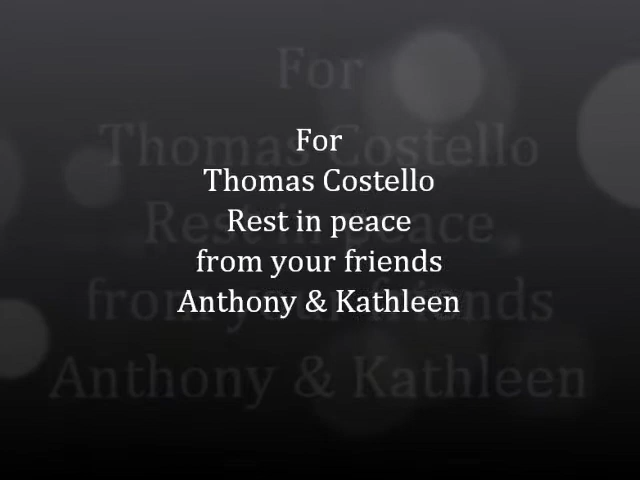 For
Thomas Costello
Rest in peace
from your friends
Anthony & Kathleen